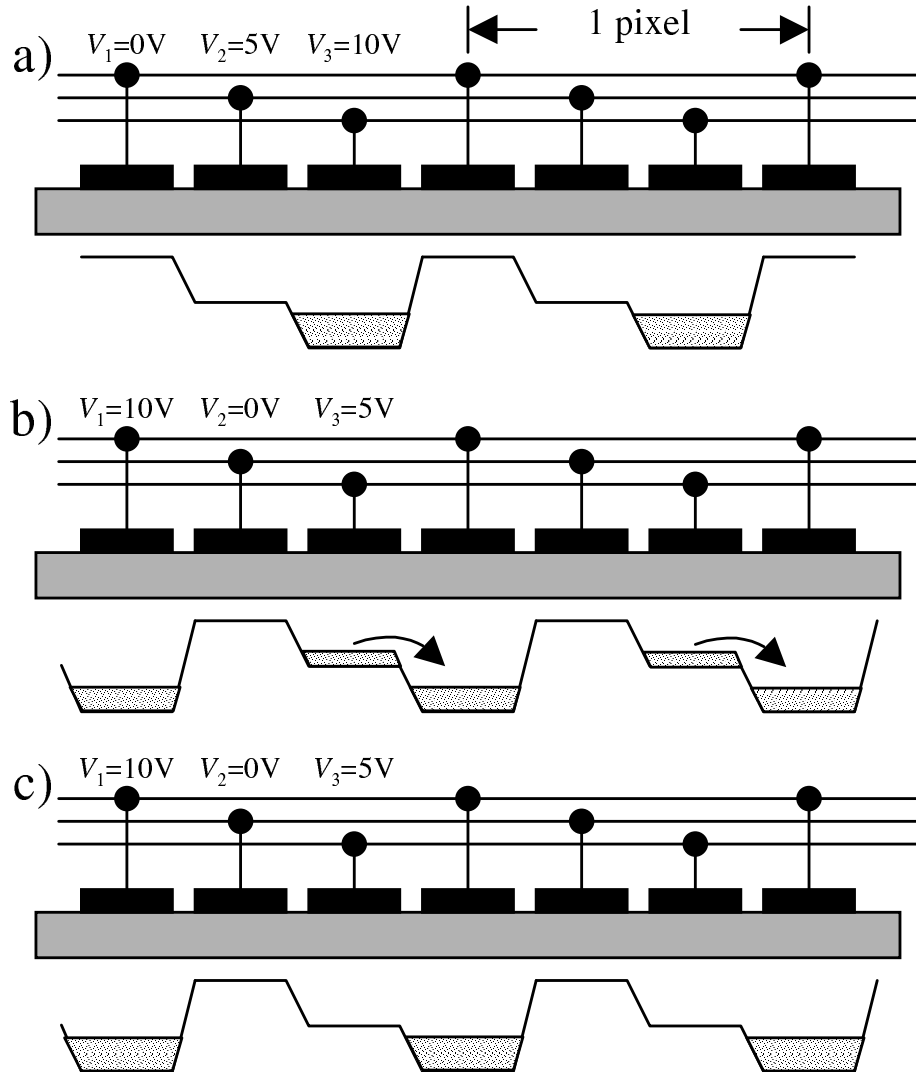 1 pixel
a) V₁=0V V₂=5V V₃=10V
b) V₁=10V V₂=0V V₃=5V
c) V₁=10V V₂=0V V₃=5V